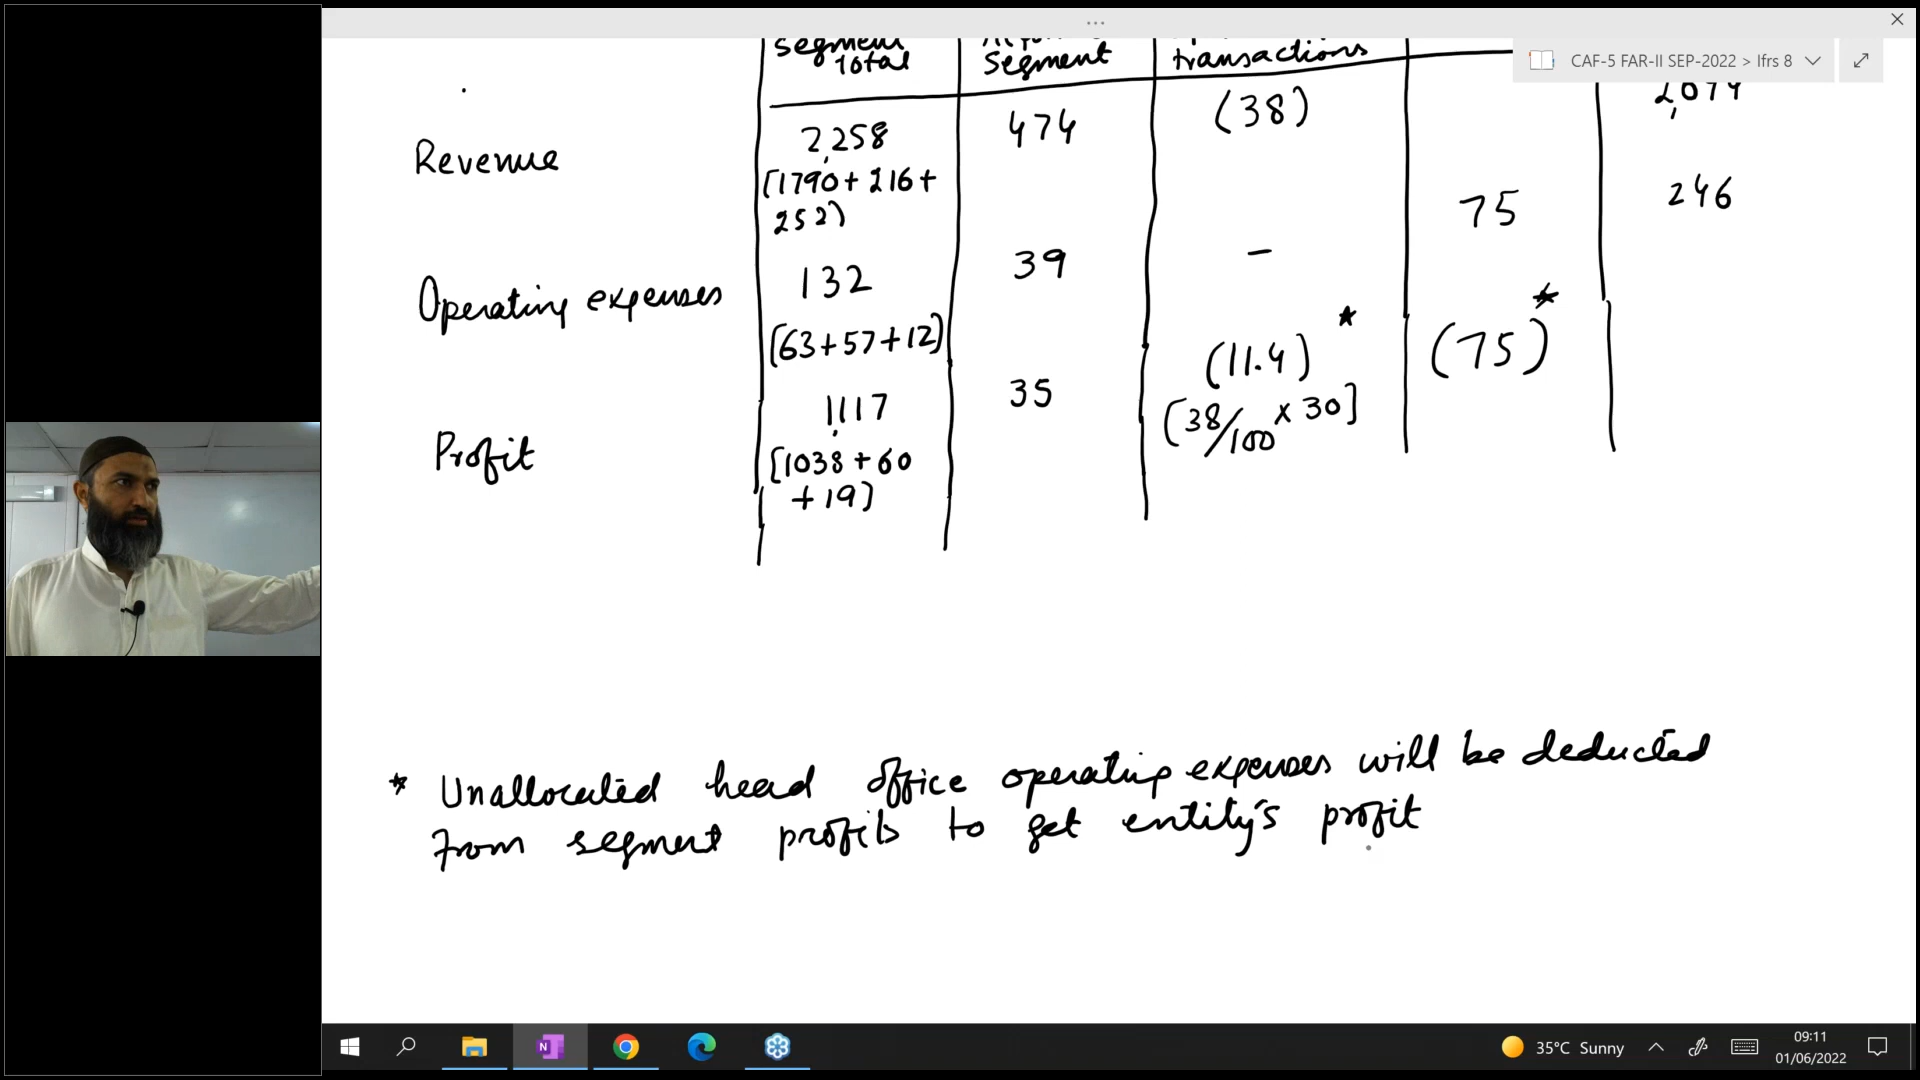 CAF-5 FAR-II SEP-2022 > Ifrs 8
segment
Total
Segment
transactions
Revenue
2,258
474
(38)
[1790+ 216+
252]
75
246
Operating expenses
132
39
-
[63+57+12]
Profit
1,117
35
(11.4) *
(75) *
[38/100 x 30]
[1038+60
+19]
* Unallocated head office operating expenses will be deducted
from segment profits to get entity's profit
35°C Sunny
09:11
01/06/2022